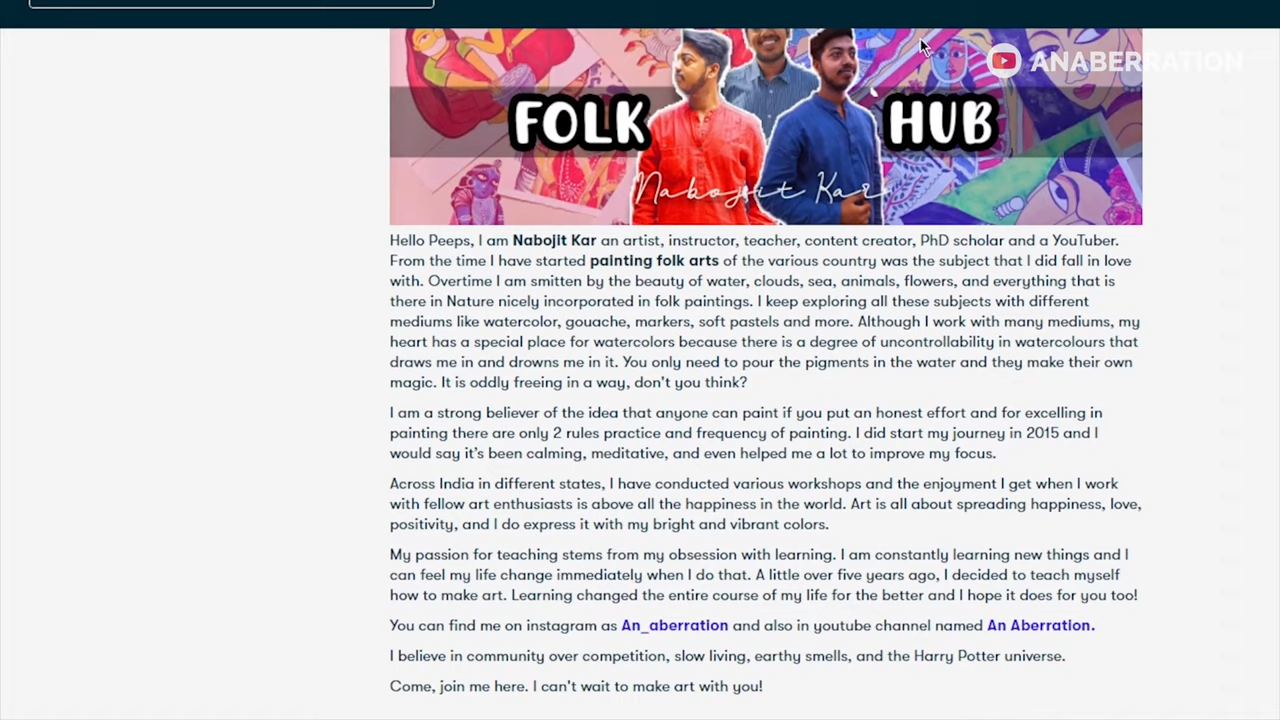 ANABERRATION
FOLK HUB
Nabojit Kar
Hello Peeps, I am Nabojit Kar an artist, instructor, teacher, content creator, PhD scholar and a YouTuber.
From the time I have started painting folk arts of the various country was the subject that I did fall in love
with. Overtime I am smitten by the beauty of water, clouds, sea, animals, flowers, and everything that is
there in Nature nicely incorporated in folk paintings. I keep exploring all these subjects with different
mediums like watercolor, gouache, markers, soft pastels and more. Although I work with many mediums, my
heart has a special place for watercolors because there is a degree of uncontrollability in watercolours that
draws me in and drowns me in it. You only need to pour the pigments in the water and they make their own
magic. It is oddly freeing in a way, don't you think?
I am a strong believer of the idea that anyone can paint if you put an honest effort and for excelling in
painting there are only 2 rules practice and frequency of painting. I did start my journey in 2015 and I
would say it's been calming, meditative, and even helped me a lot to improve my focus.
Across India in different states, I have conducted various workshops and the enjoyment I get when I work
with fellow art enthusiasts is above all the happiness in the world. Art is all about spreading happiness, love,
positivity, and I do express it with my bright and vibrant colors.
My passion for teaching stems from my obsession with learning. I am constantly learning new things and I
can feel my life change immediately when I do that. A little over five years ago, I decided to teach myself
how to make art. Learning changed the entire course of my life for the better and I hope it does for you too!
You can find me on instagram as An_aberration and also in youtube channel named An Aberration.
I believe in community over competition, slow living, earthy smells, and the Harry Potter universe.
Come, join me here. I can't wait to make art with you!